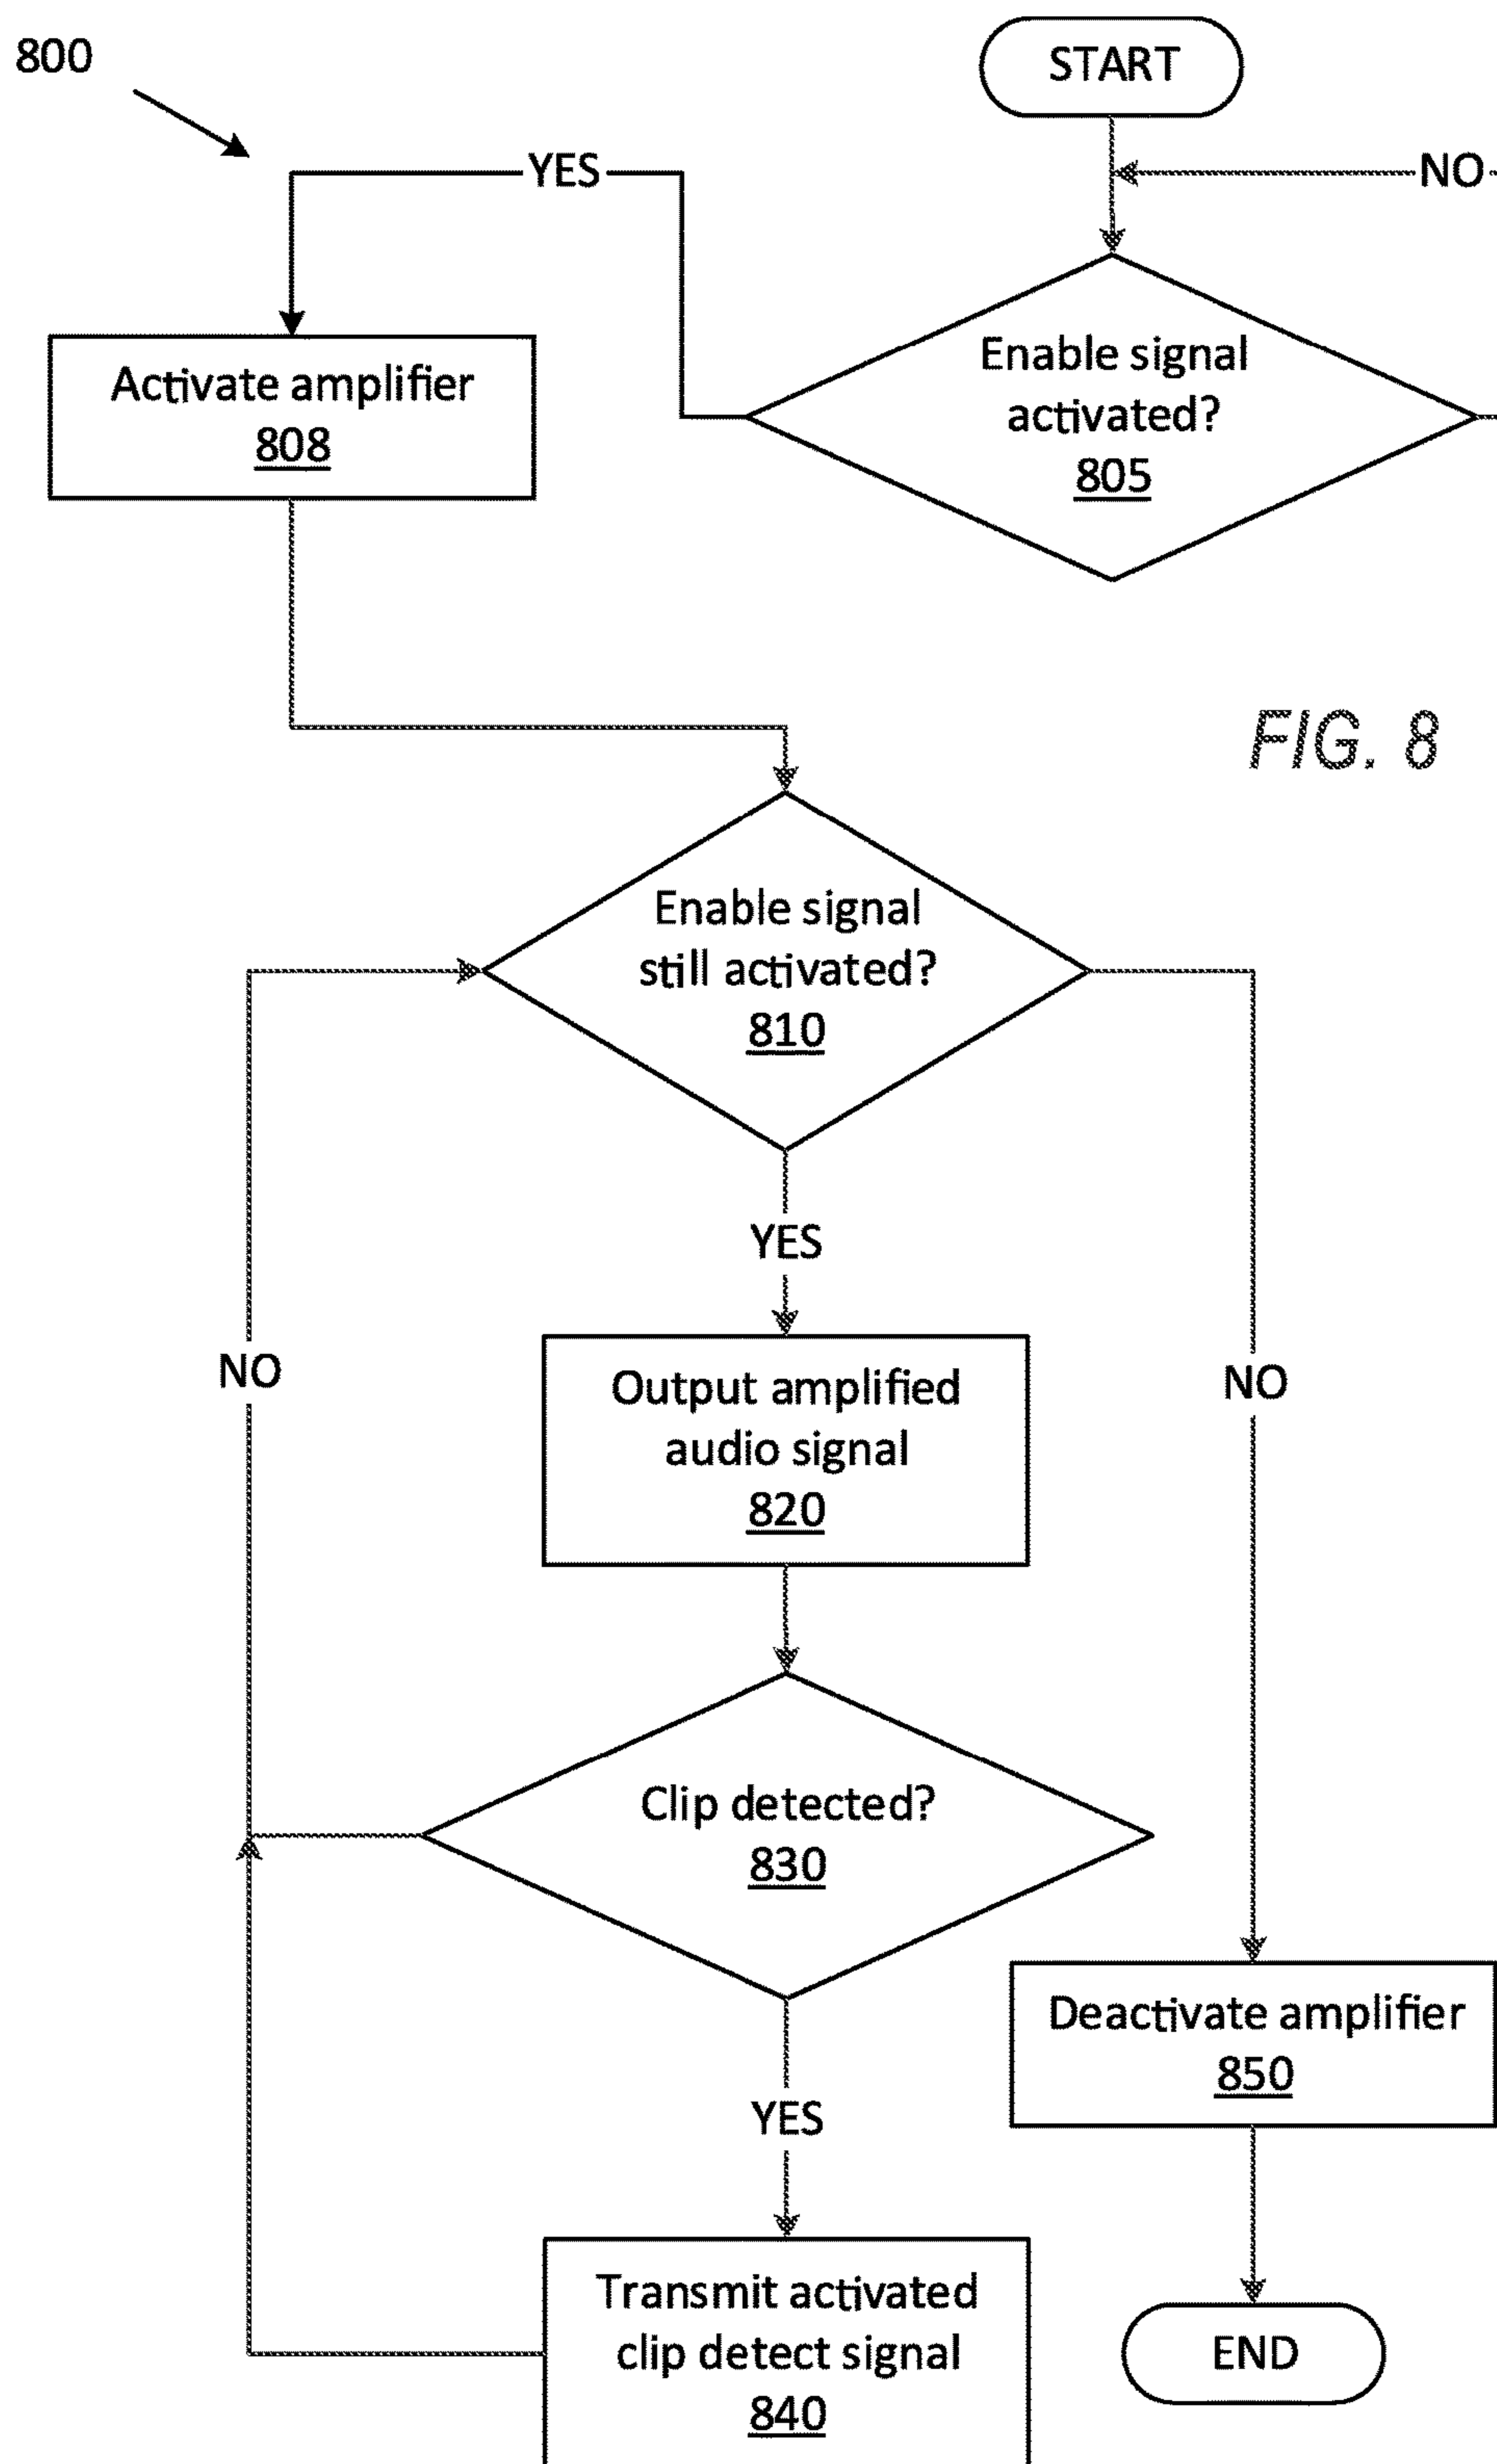 800
START
YES
NO
Enable signal
activated?
805
Activate amplifier
808
FIG. 8
Enable signal
still activated?
810
YES
NO
NO
Output amplified
audio signal
820
Clip detected?
830
YES
Deactivate amplifier
850
Transmit activated
clip detect signal
840
END